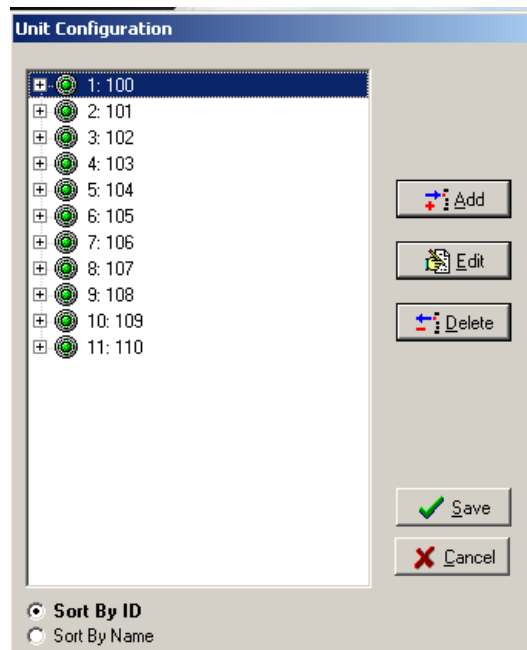 Unit Configuration
1: 100
2: 101
3: 102
4: 103
5: 104
6: 105
7: 106
8: 107
9: 108
10: 109
11: 110
Add
Edit
Delete
Save
Cancel
Sort By ID
Sort By Name